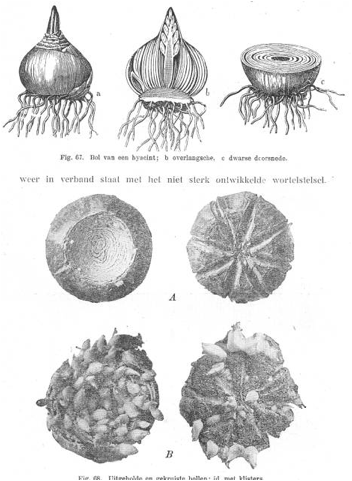 a
b
c
Fig. 67. Bol van een hyacint; b overlangsche, c dwarse doorsnede.
weer in verband staat met het niet sterk ontwikkelde wortelstelsel.
A
B
Fig. 68. Uitgeholde en gekruiste bollen; id. met klisters